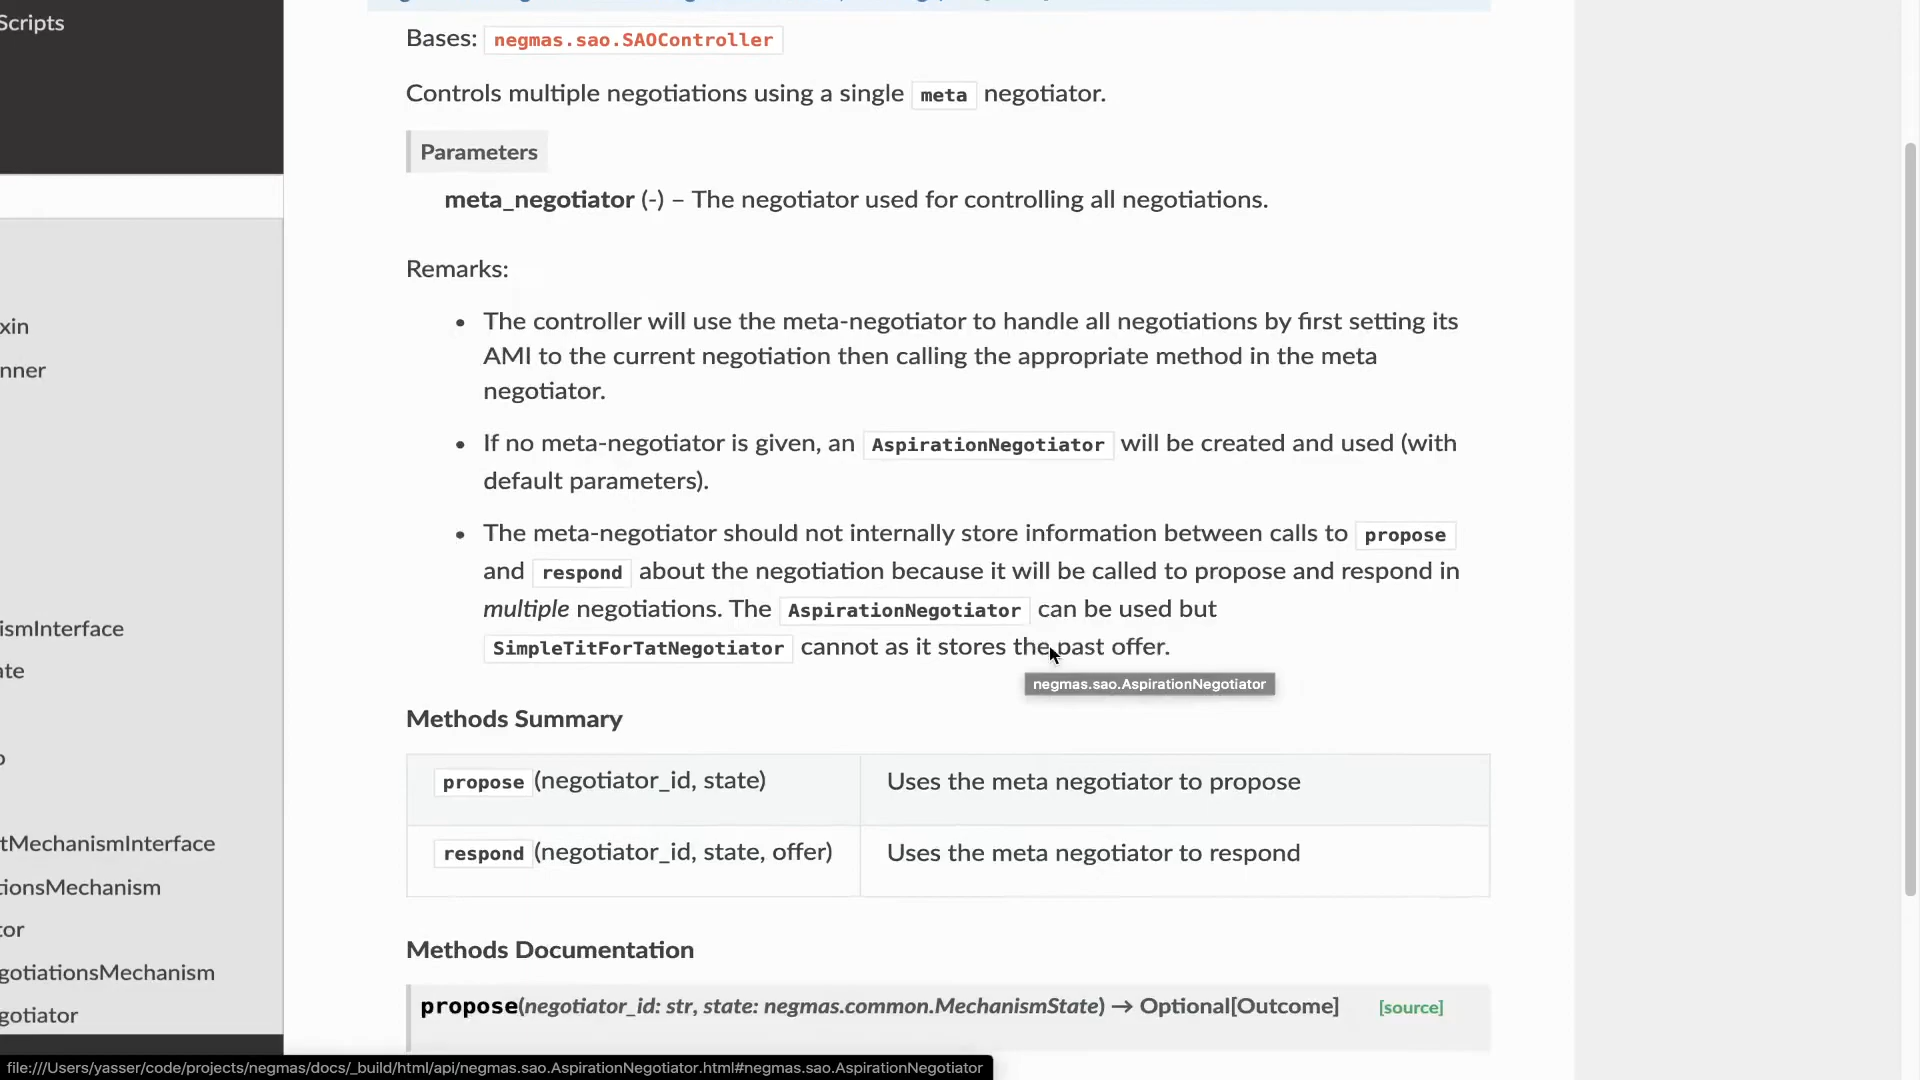 Scripts
Bases: negmas.sao.SAOController
Controls multiple negotiations using a single meta negotiator.
Parameters
meta_negotiator (-) – The negotiator used for controlling all negotiations.
Remarks:
• The controller will use the meta-negotiator to handle all negotiations by first setting its
AMI to the current negotiation then calling the appropriate method in the meta
negotiator.
• If no meta-negotiator is given, an AspirationNegotiator will be created and used (with
default parameters).
• The meta-negotiator should not internally store information between calls to propose
and respond about the negotiation because it will be called to propose and respond in
multiple negotiations. The AspirationNegotiator can be used but
SimpleTitForTatNegotiator cannot as it stores the past offer.
negmas.sao.AspirationNegotiator
Methods Summary
propose(negotiator_id, state) Uses the meta negotiator to propose
respond(negotiator_id, state, offer) Uses the meta negotiator to respond
Methods Documentation
propose(negotiator_id: str, state: negmas.common.MechanismState) → Optional[Outcome] [source]
xin
nner
ismInterface
ate
o
tMechanismInterface
tionsMechanism
tor
gotiationsMechanism
gotiator
file:///Users/yasser/code/projects/negmas/docs/_build/html/api/negmas.sao.AspirationNegotiator.html#negmas.sao.AspirationNegotiator